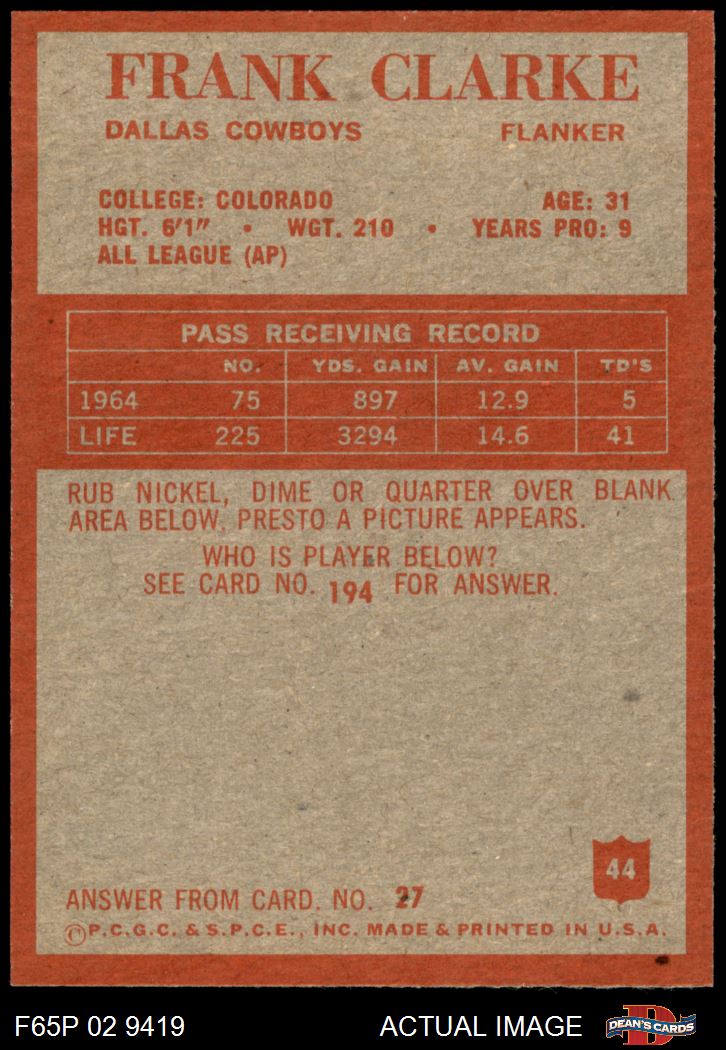 FRANK CLARKE
DALLAS COWBOYS FLANKER
COLLEGE: COLORADO AGE: 31
HGT. 6'1" • WGT. 210 • YEARS PRO: 9
ALL LEAGUE (AP)
PASS RECEIVING RECORD
NO. YDS. GAIN AV. GAIN TD'S
1964 75 897 12.9 5
LIFE 225 3294 14.6 41
RUB NICKEL, DIME OR QUARTER OVER BLANK
AREA BELOW, PRESTO A PICTURE APPEARS.
WHO IS PLAYER BELOW?
SEE CARD NO. 194 FOR ANSWER.
44
ANSWER FROM CARD. NO. 27
©P.C.G.C. & S.P.C.E., INC. MADE & PRINTED IN U.S.A.
F65P 02 9419 ACTUAL IMAGE D DEAN'S CARDS